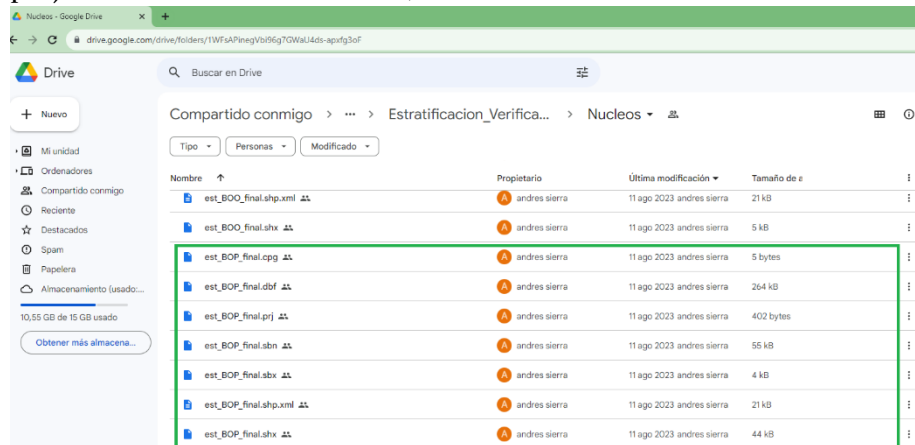 Nucleos - Google Drive
drive.google.com/drive/folders/1WFsAPinegVbi96g7GWaU4ds-apxfg3oF
Drive
Buscar en Drive
Nuevo
Compartido conmigo > ... > Estratificacion_Verifica... > Nucleos
Tipo Personas Modificado
Mi unidad
Ordenadores
Compartido conmigo
Reciente
Destacados
Spam
Papelera
Almacenamiento (usado:...
10,55 GB de 15 GB usado
Obtener más almacena...
Nombre Propietario Última modificación Tamaño de a
est_BOO_final.shp.xml A andres sierra 11 ago 2023 andres sierra 21 kB
est_BOO_final.shx A andres sierra 11 ago 2023 andres sierra 5 kB
est_BOP_final.cpg A andres sierra 11 ago 2023 andres sierra 5 bytes
est_BOP_final.dbf A andres sierra 11 ago 2023 andres sierra 264 kB
est_BOP_final.prj A andres sierra 11 ago 2023 andres sierra 402 bytes
est_BOP_final.sbn A andres sierra 11 ago 2023 andres sierra 55 kB
est_BOP_final.sbx A andres sierra 11 ago 2023 andres sierra 4 kB
est_BOP_final.shp.xml A andres sierra 11 ago 2023 andres sierra 21 kB
est_BOP_final.shx A andres sierra 11 ago 2023 andres sierra 44 kB